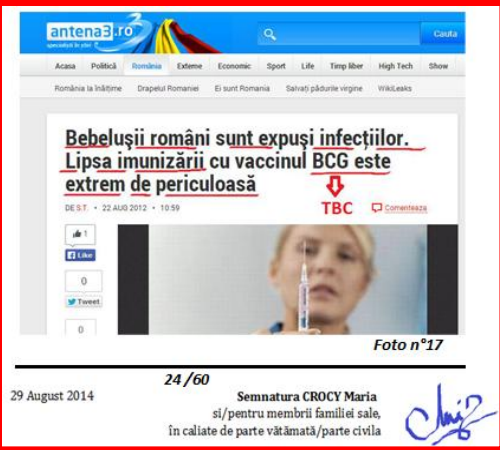 antena3.ro
specialiști în știri
Cauta
Acasa Politică România Externe Economic Sport Life Timp liber High Tech Show
România la înălțime Drapelul Romaniei Ei sunt Romania Salvați pădurile virgine WikiLeaks
Bebelușii români sunt expuși infecțiilor.
Lipsa imunizării cu vaccinul BCG este
extrem de periculoasă
DE S.T. • 22 AUG 2012 • 10:59
TBC
Comenteaza
1
Like
0
Tweet
0
Foto n°17
24/60
29 August 2014
Semnatura CROCY Maria
si/pentru membrii familiei sale,
în caliate de parte vătămată/parte civila